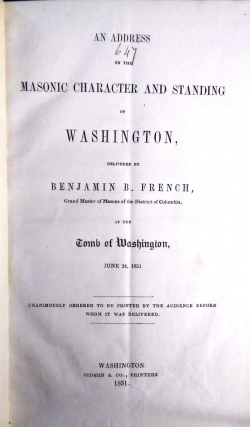 AN ADDRESS
647
ON THE
MASONIC CHARACTER AND STANDING
OF
WASHINGTON,
DELIVERED BY
BENJAMIN B. FRENCH,
Grand Master of Masons of the District of Columbia,
AT THE
Tomb of Washington,
JUNE 24, 1851.
UNANIMOUSLY ORDERED TO BE PRINTED BY THE AUDIENCE BEFORE
WHOM IT WAS DELIVERED.
WASHINGTON:
GIDEON & CO., PRINTERS
1851.